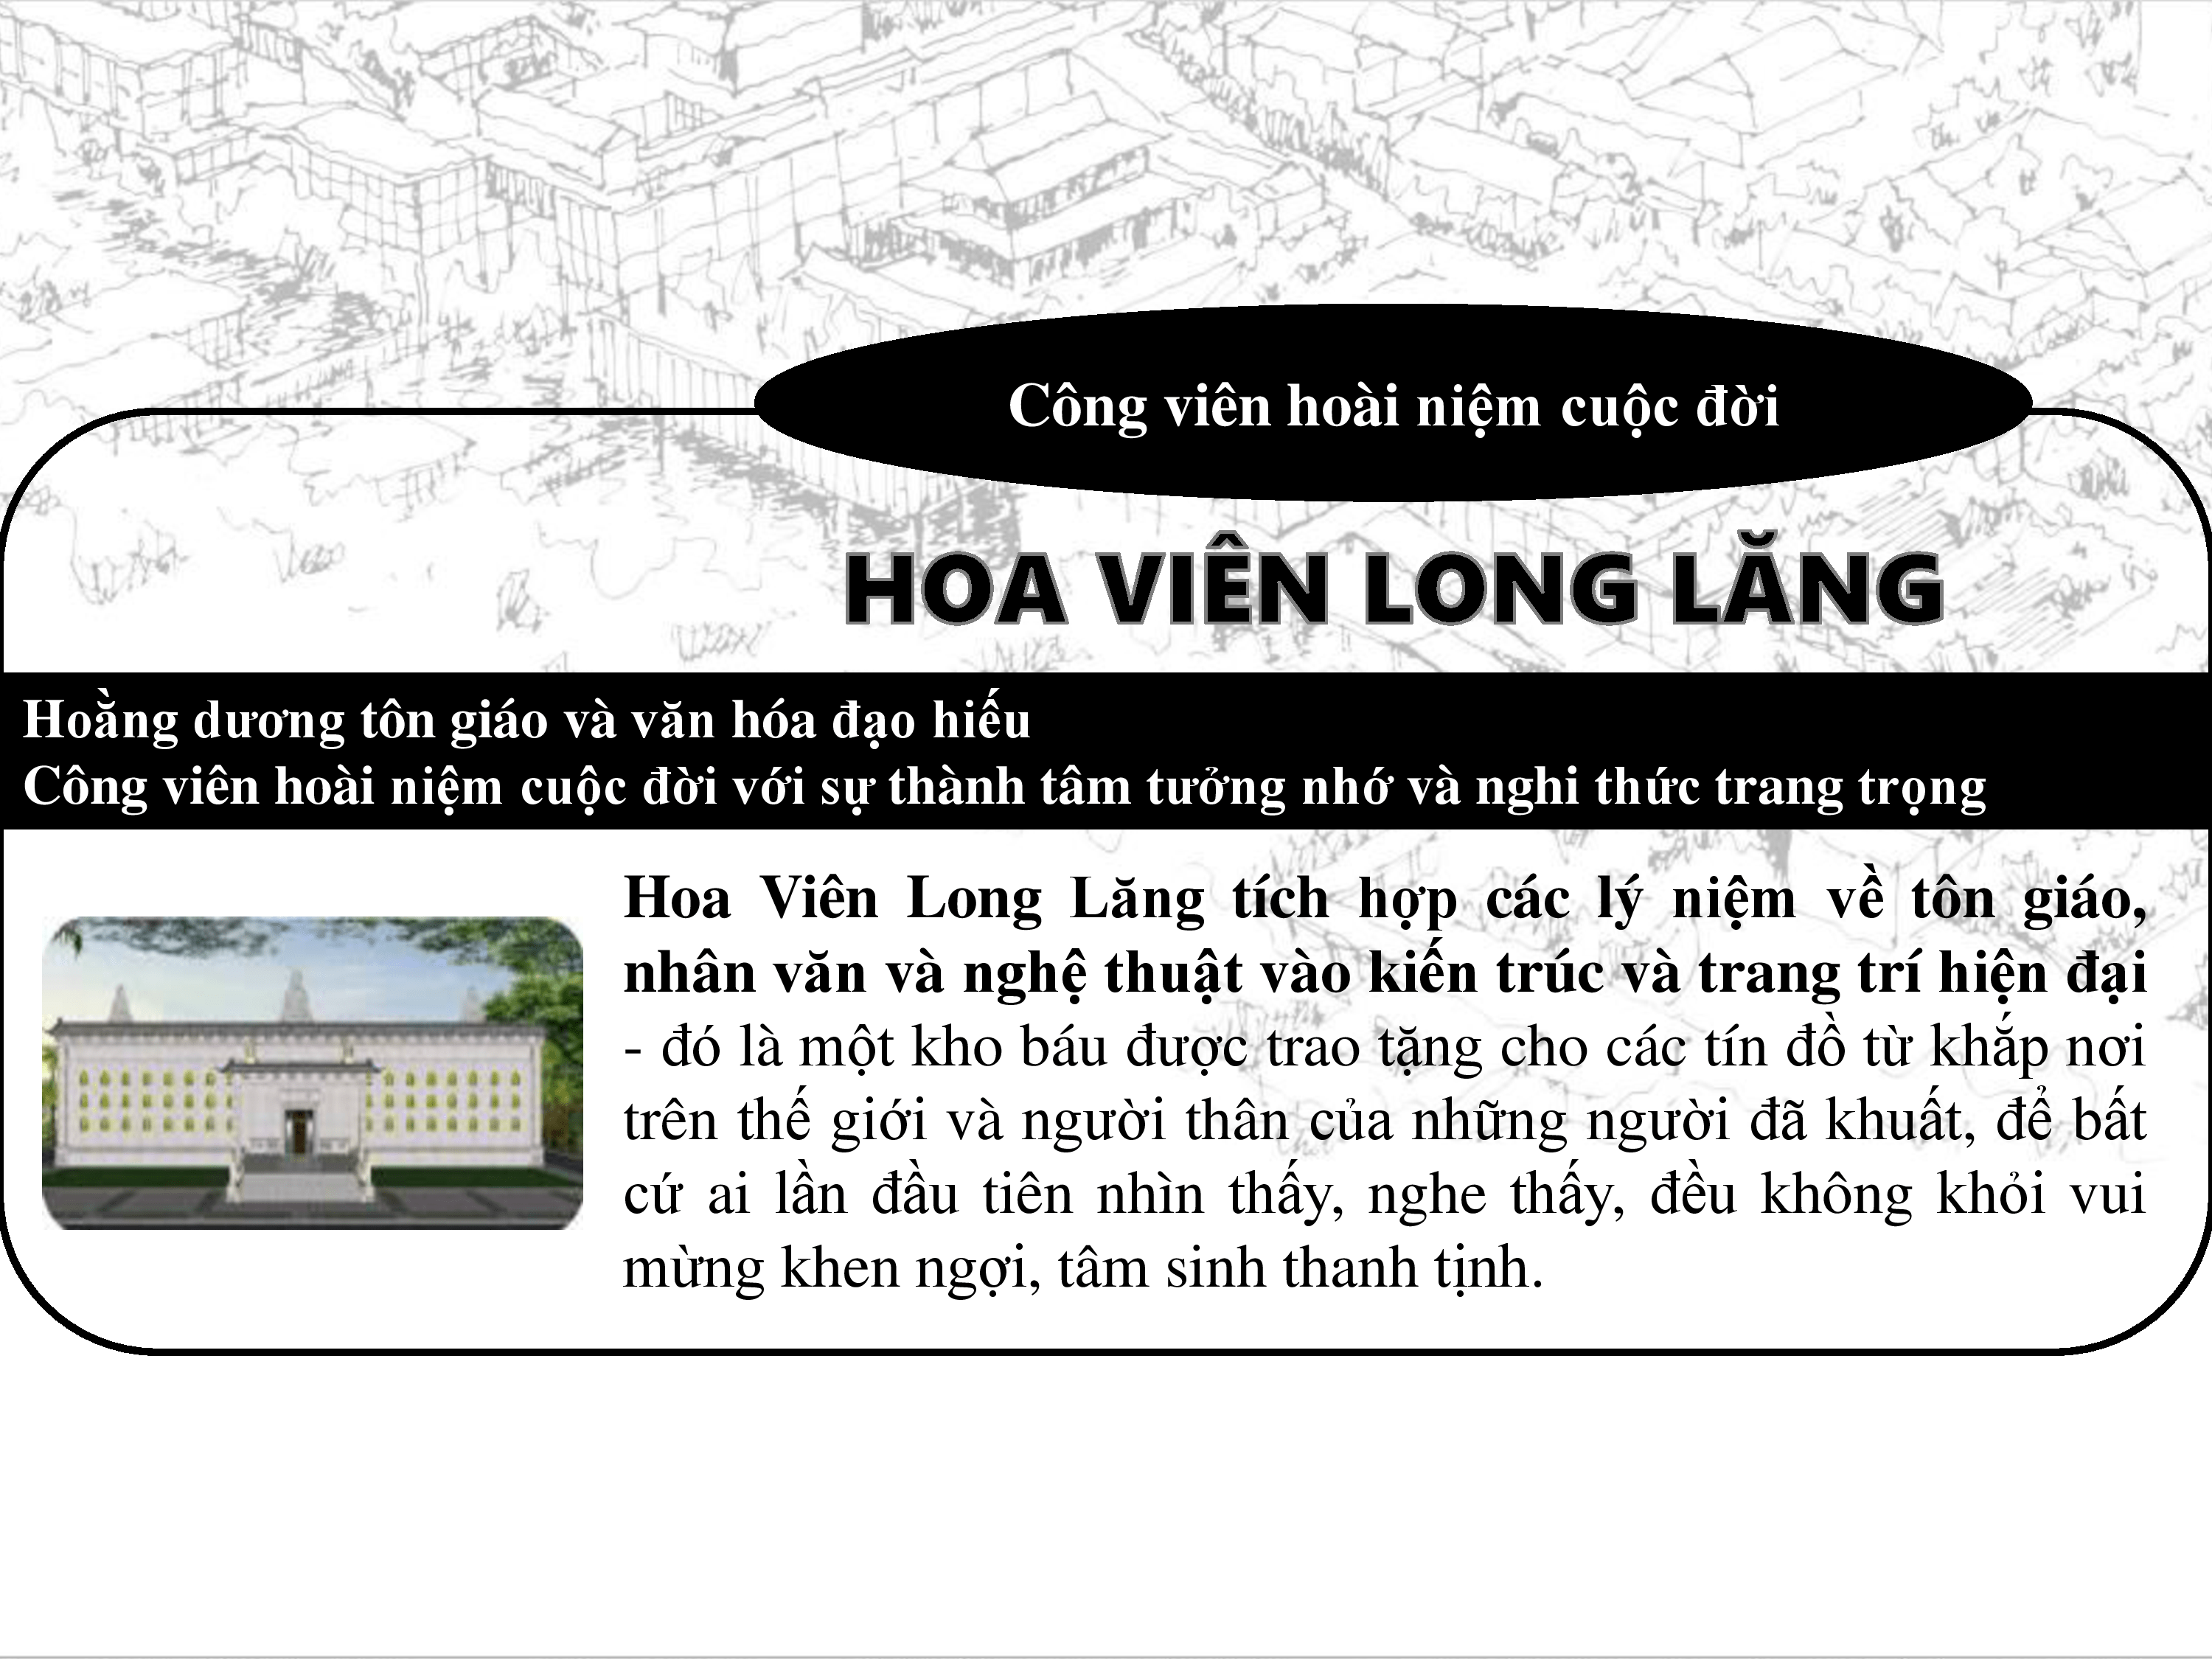 Công viên hoài niệm cuộc đời
HOA VIÊN LONG LĂNG
Hoằng dương tôn giáo và văn hóa đạo hiếu
Công viên hoài niệm cuộc đời với sự thành tâm tưởng nhớ và nghi thức trang trọng
Hoa Viên Long Lăng tích hợp các lý niệm về tôn giáo,
nhân văn và nghệ thuật vào kiến trúc và trang trí hiện đại
- đó là một kho báu được trao tặng cho các tín đồ từ khắp nơi
trên thế giới và người thân của những người đã khuất, để bất
cứ ai lần đầu tiên nhìn thấy, nghe thấy, đều không khỏi vui
mừng khen ngợi, tâm sinh thanh tịnh.